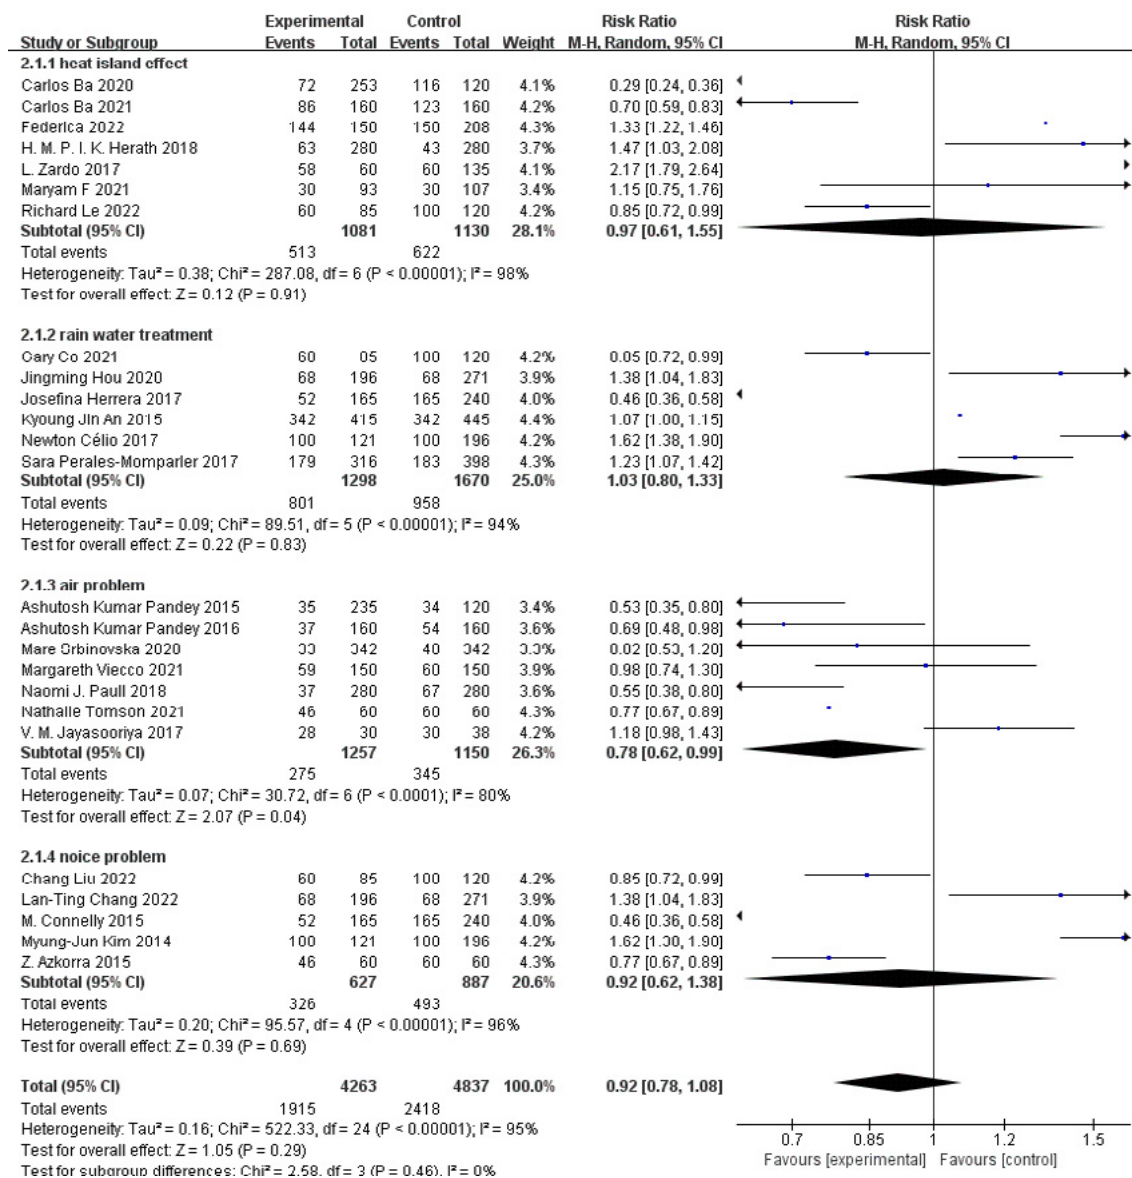 Experimental Control Risk Ratio Risk Ratio
Study or Subgroup Events Total Events Total Weight M-H, Random, 95% CI M-H, Random, 95% CI
2.1.1 heat island effect
Carlos Ba 2020 72 253 116 120 4.1% 0.29 [0.24, 0.36]
Carlos Ba 2021 86 160 123 160 4.2% 0.70 [0.59, 0.83]
Federica 2022 144 150 150 208 4.3% 1.33 [1.22, 1.46]
H. M. P. I. K. Herath 2018 63 280 43 280 3.7% 1.47 [1.03, 2.08]
L. Zardo 2017 58 60 60 135 4.1% 2.17 [1.79, 2.64]
Maryam F 2021 30 93 30 107 3.4% 1.15 [0.75, 1.76]
Richard Le 2022 60 85 100 120 4.2% 0.85 [0.72, 0.99]
Subtotal (95% CI) 1081 1130 28.1% 0.97 [0.61, 1.55]
Total events 513 622
Heterogeneity: Tau² = 0.38; Chi² = 287.08, df = 6 (P < 0.00001); I² = 98%
Test for overall effect: Z = 0.12 (P = 0.91)
2.1.2 rain water treatment
Gary Co 2021 60 05 100 120 4.2% 0.05 [0.72, 0.99]
Jingming Hou 2020 68 196 68 271 3.9% 1.38 [1.04, 1.83]
Josefina Herrera 2017 52 165 165 240 4.0% 0.46 [0.36, 0.58]
Kyoung Jin An 2015 342 415 342 445 4.4% 1.07 [1.00, 1.15]
Newton Célio 2017 100 121 100 196 4.2% 1.62 [1.38, 1.90]
Sara Perales-Momparler 2017 179 316 183 398 4.3% 1.23 [1.07, 1.42]
Subtotal (95% CI) 1298 1670 25.0% 1.03 [0.80, 1.33]
Total events 801 958
Heterogeneity: Tau² = 0.09; Chi² = 89.51, df = 5 (P < 0.00001); I² = 94%
Test for overall effect: Z = 0.22 (P = 0.83)
2.1.3 air problem
Ashutosh Kumar Pandey 2015 35 235 34 120 3.4% 0.53 [0.35, 0.80]
Ashutosh Kumar Pandey 2016 37 160 54 160 3.6% 0.69 [0.48, 0.98]
Mare Srbinovska 2020 33 342 40 342 3.3% 0.02 [0.53, 1.20]
Margareth Viecco 2021 59 150 60 150 3.9% 0.98 [0.74, 1.30]
Naomi J. Paull 2018 37 280 67 280 3.6% 0.55 [0.38, 0.80]
Nathalie Tomson 2021 46 60 60 60 4.3% 0.77 [0.67, 0.89]
V. M. Jayasooriya 2017 28 30 30 38 4.2% 1.18 [0.98, 1.43]
Subtotal (95% CI) 1257 1150 26.3% 0.78 [0.62, 0.99]
Total events 275 345
Heterogeneity: Tau² = 0.07; Chi² = 30.72, df = 6 (P < 0.0001); I² = 80%
Test for overall effect: Z = 2.07 (P = 0.04)
2.1.4 noice problem
Chang Liu 2022 60 85 100 120 4.2% 0.85 [0.72, 0.99]
Lan-Ting Chang 2022 68 196 68 271 3.9% 1.38 [1.04, 1.83]
M. Connelly 2015 52 165 165 240 4.0% 0.46 [0.36, 0.58]
Myung-Jun Kim 2014 100 121 100 196 4.2% 1.62 [1.30, 1.90]
Z. Azkorra 2015 46 60 60 60 4.3% 0.77 [0.67, 0.89]
Subtotal (95% CI) 627 887 20.6% 0.92 [0.62, 1.38]
Total events 326 493
Heterogeneity: Tau² = 0.20; Chi² = 95.57, df = 4 (P < 0.00001); I² = 96%
Test for overall effect: Z = 0.39 (P = 0.69)
Total (95% CI) 4263 4837 100.0% 0.92 [0.78, 1.08]
Total events 1915 2418
Heterogeneity: Tau² = 0.16; Chi² = 522.33, df = 24 (P < 0.00001); I² = 95%
Test for overall effect: Z = 1.05 (P = 0.29)
Test for subgroup differences: Chi² = 2.58, df = 3 (P = 0.46), I² = 0%
0.7 0.85 1 1.2 1.5
Favours [experimental] Favours [control]